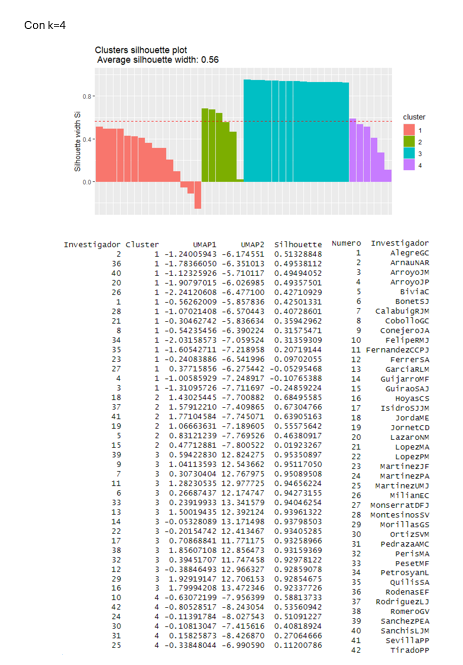 Con k=4
Clusters silhouette plot
Average silhouette width: 0.56
Silhouette width Si
0.8
0.4
0.0
cluster
1
2
3
4
Investigador Cluster UMAP1 UMAP2 Silhouette
2 1 -1.24005943 -6.174551 0.51328848
36 1 -1.78366050 -6.351013 0.49538112
40 1 -1.12325926 -5.710117 0.49494052
20 1 -1.90797015 -6.026985 0.49357501
26 1 -2.24120608 -6.477100 0.42710929
1 1 -0.56262009 -5.857836 0.42501331
28 1 -1.07021408 -6.570443 0.40728601
21 1 -0.30462742 -5.836634 0.35942962
8 1 -0.54235456 -6.390224 0.31575471
34 1 -2.03158573 -7.059524 0.31359309
35 1 -1.60542711 -7.218958 0.20719144
23 1 -0.24083886 -6.541996 0.09702055
27 1 0.37715856 -6.275442 -0.05295468
4 1 -1.00585929 -7.248917 -0.10765388
3 1 -1.31095726 -7.711697 -0.24859224
18 2 1.43025445 -7.700882 0.68495585
37 2 1.57912210 -7.409865 0.67304766
41 2 1.77104584 -7.745071 0.63905163
19 2 1.06663631 -7.189605 0.55575642
5 2 0.83121239 -7.769526 0.46380917
15 2 0.47712881 -7.800522 0.01923267
39 3 0.59422830 12.824275 0.95350897
9 3 1.04113593 12.543662 0.95117050
7 3 0.30730404 12.767975 0.95089508
11 3 1.28230535 12.977725 0.94656224
6 3 0.26687437 12.174747 0.94273155
33 3 0.23919933 13.341579 0.94046254
13 3 1.50019435 12.392124 0.93961322
14 3 -0.05328089 13.171498 0.93798503
22 3 -0.20154742 12.413467 0.93405285
17 3 0.70868841 11.771175 0.93258966
38 3 1.85607108 12.856473 0.93159369
32 3 0.39451707 11.747458 0.92978122
12 3 -0.38846493 12.966327 0.92859078
29 3 1.92919147 12.706153 0.92854675
16 3 1.79994208 13.472346 0.92337726
10 4 -0.63072199 -7.956399 0.58813733
42 4 -0.80528517 -8.243054 0.53560942
24 4 -0.11391784 -8.027543 0.51091227
30 4 -0.10813047 -7.415616 0.40818924
31 4 0.15825873 -8.426870 0.27064666
25 4 -0.33848044 -6.990590 0.11200786
Numero Investigador
1 AlegreGC
2 ArnauNAR
3 ArroyoJM
4 ArroyoJP
5 BiviaC
6 BonetSJ
7 CalabuigRJM
8 CobolloGC
9 ConejeroJA
10 FelipeRMJ
11 FernandezCCPJ
12 FerrerSA
13 GarciaRLM
14 GuijarroMF
15 GuiraoSAJ
16 HoyasCS
17 IsidroSJJM
18 JordaME
19 JornetCD
20 LazaroNM
21 LopezMA
22 LopezPM
23 MartinezJF
24 MartinezPA
25 MartinezUMJ
26 MilianEC
27 MonserratDFJ
28 MontesinosSV
29 MorillasGS
30 OrtizSVM
31 PedrazaAMC
32 PerisMA
33 PesetMF
34 PetrosyanL
35 QuilisSA
36 RodenasEF
37 RodriguezLJ
38 RomeroGV
39 SanchezPEA
40 SanchisLJM
41 SevillaPP
42 TiradoPP